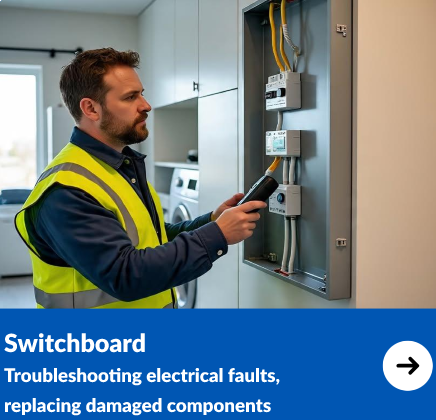 Switchboard
Troubleshooting electrical faults,
replacing damaged components